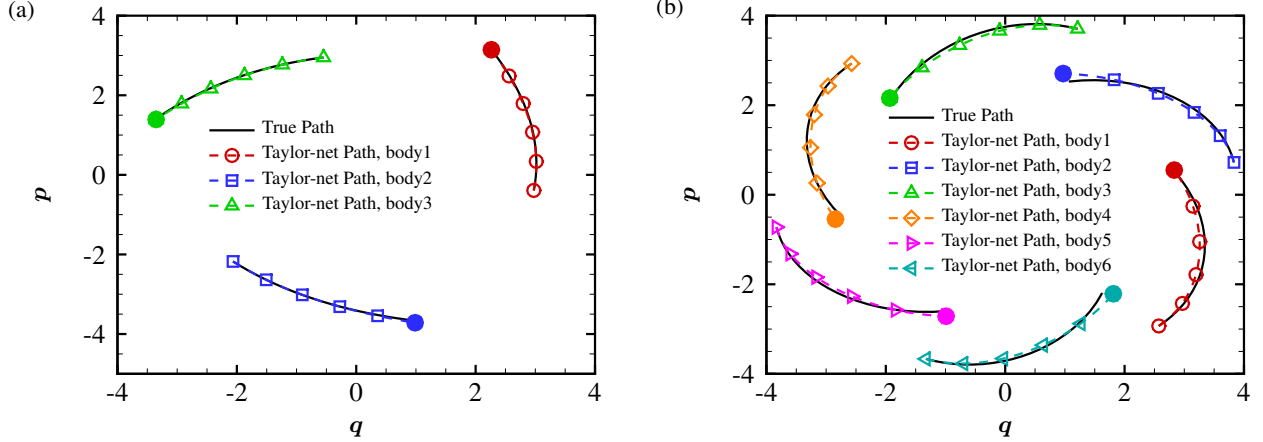 (a)
4
2
0
-2
-4
p
-4
-2
0
2
4
q
True Path
Taylor-net Path, body1
Taylor-net Path, body2
Taylor-net Path, body3
(b)
4
2
0
-2
-4
p
-4
-2
0
2
4
q
True Path
Taylor-net Path, body1
Taylor-net Path, body2
Taylor-net Path, body3
Taylor-net Path, body4
Taylor-net Path, body5
Taylor-net Path, body6